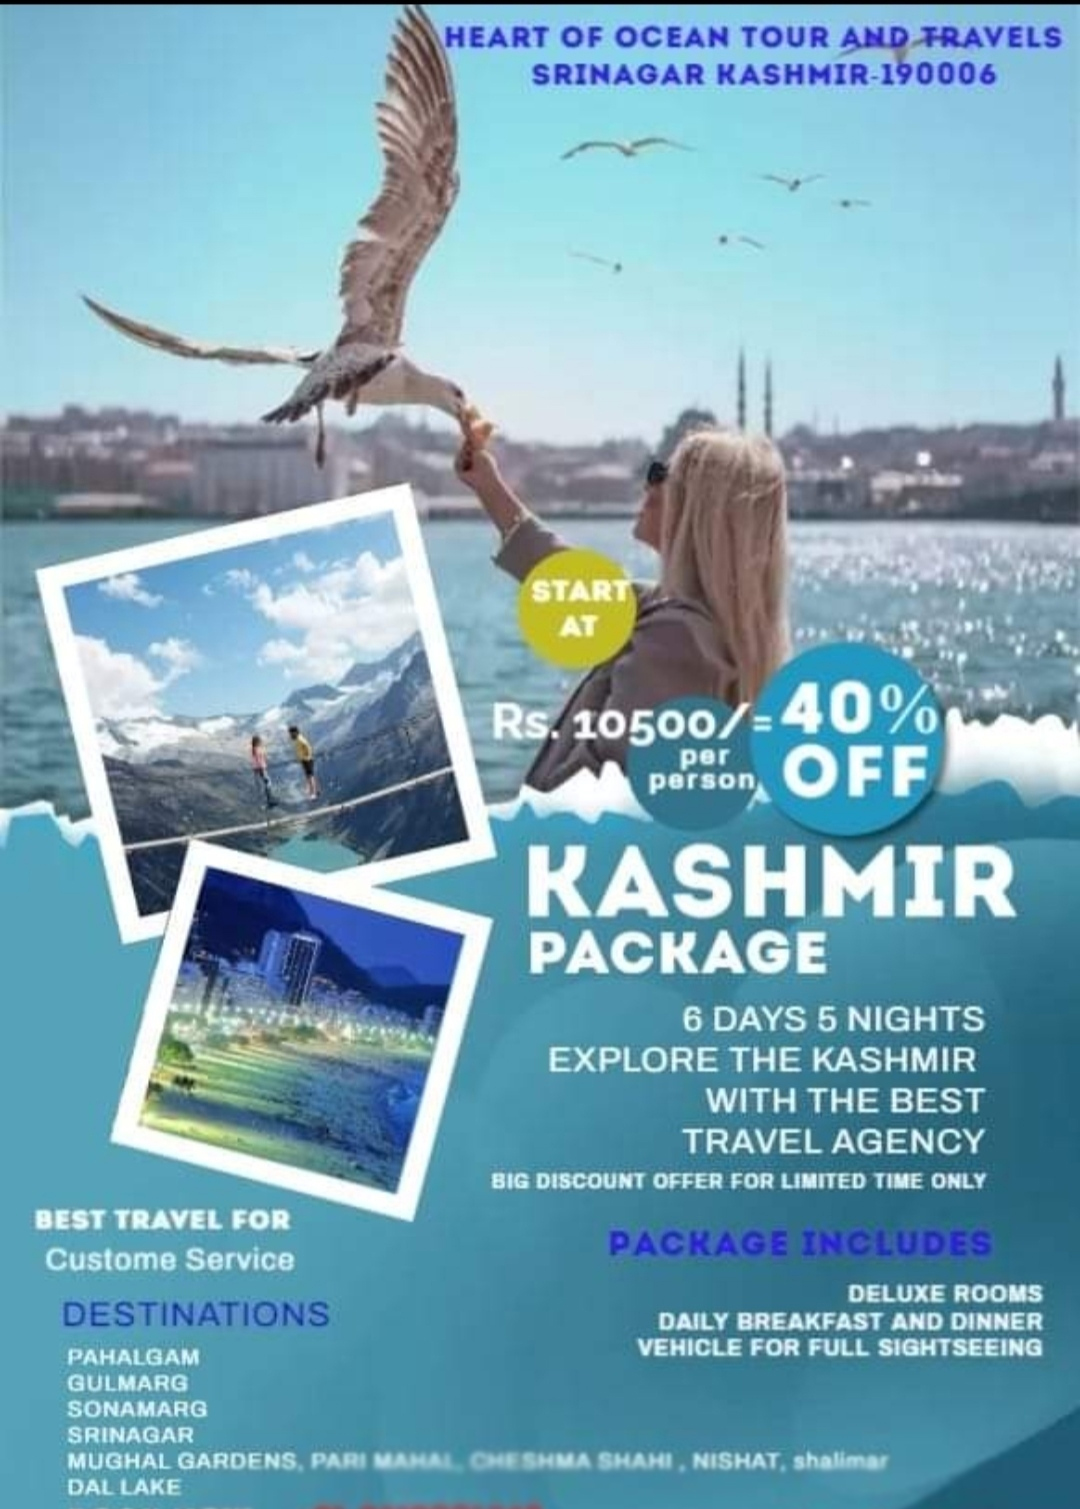 HEART OF OCEAN TOUR AND TRAVELS
SRINAGAR KASHMIR-190006
START
AT
Rs. 10500/=
per
person
40%
OFF
KASHMIR
PACKAGE
6 DAYS 5 NIGHTS
EXPLORE THE KASHMIR
WITH THE BEST
TRAVEL AGENCY
BIG DISCOUNT OFFER FOR LIMITED TIME ONLY
BEST TRAVEL FOR
Custome Service
PACKAGE INCLUDES
DELUXE ROOMS
DAILY BREAKFAST AND DINNER
VEHICLE FOR FULL SIGHTSEEING
DESTINATIONS
PAHALGAM
GULMARG
SONAMARG
SRINAGAR
MUGHAL GARDENS, PARI MAHAL, CHESHMA SHAHI , NISHAT, shalimar
DAL LAKE